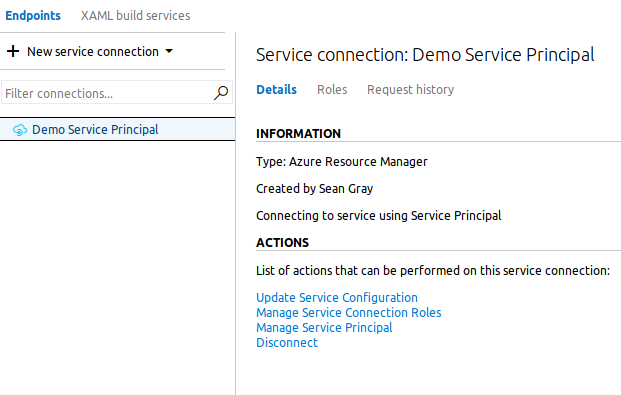 Endpoints XAML build services
+ New service connection
Filter connections...
Demo Service Principal
Service connection: Demo Service Principal
Details Roles Request history
INFORMATION
Type: Azure Resource Manager
Created by Sean Gray
Connecting to service using Service Principal
ACTIONS
List of actions that can be performed on this service connection:
Update Service Configuration
Manage Service Connection Roles
Manage Service Principal
Disconnect